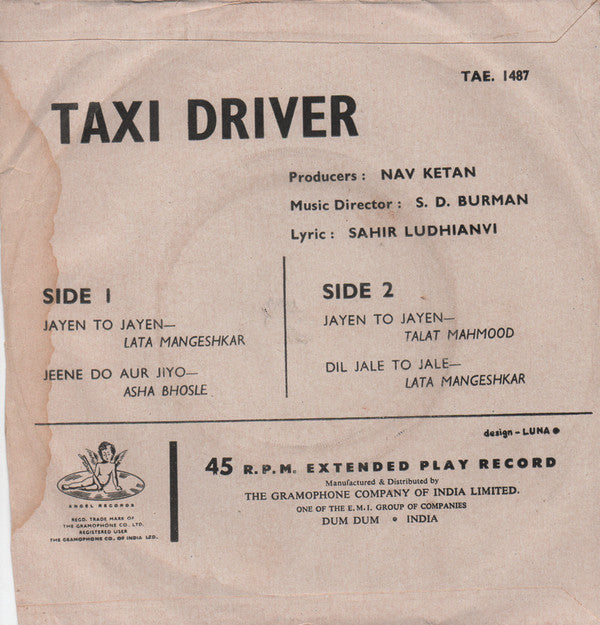 TAE. 1487
TAXI DRIVER
Producers : NAV KETAN
Music Director : S. D. BURMAN
Lyric : SAHIR LUDHIANVI
SIDE 1
JAYEN TO JAYEN—
LATA MANGESHKAR
JEENE DO AUR JIYO—
ASHA BHOSLE
SIDE 2
JAYEN TO JAYEN—
TALAT MAHMOOD
DIL JALE TO JALE—
LATA MANGESHKAR
design - LUNA
45 R.P.M. EXTENDED PLAY RECORD
Manufactured & Distributed by
THE GRAMOPHONE COMPANY OF INDIA LIMITED.
ONE OF THE E.M.I. GROUP OF COMPANIES
DUM DUM • INDIA
ANGEL RECORDS
REGD. TRADE MARK OF
THE GRAMOPHONE CO. LTD.
REGISTERED USER
THE GRAMOPHONE CO. OF INDIA LTD.